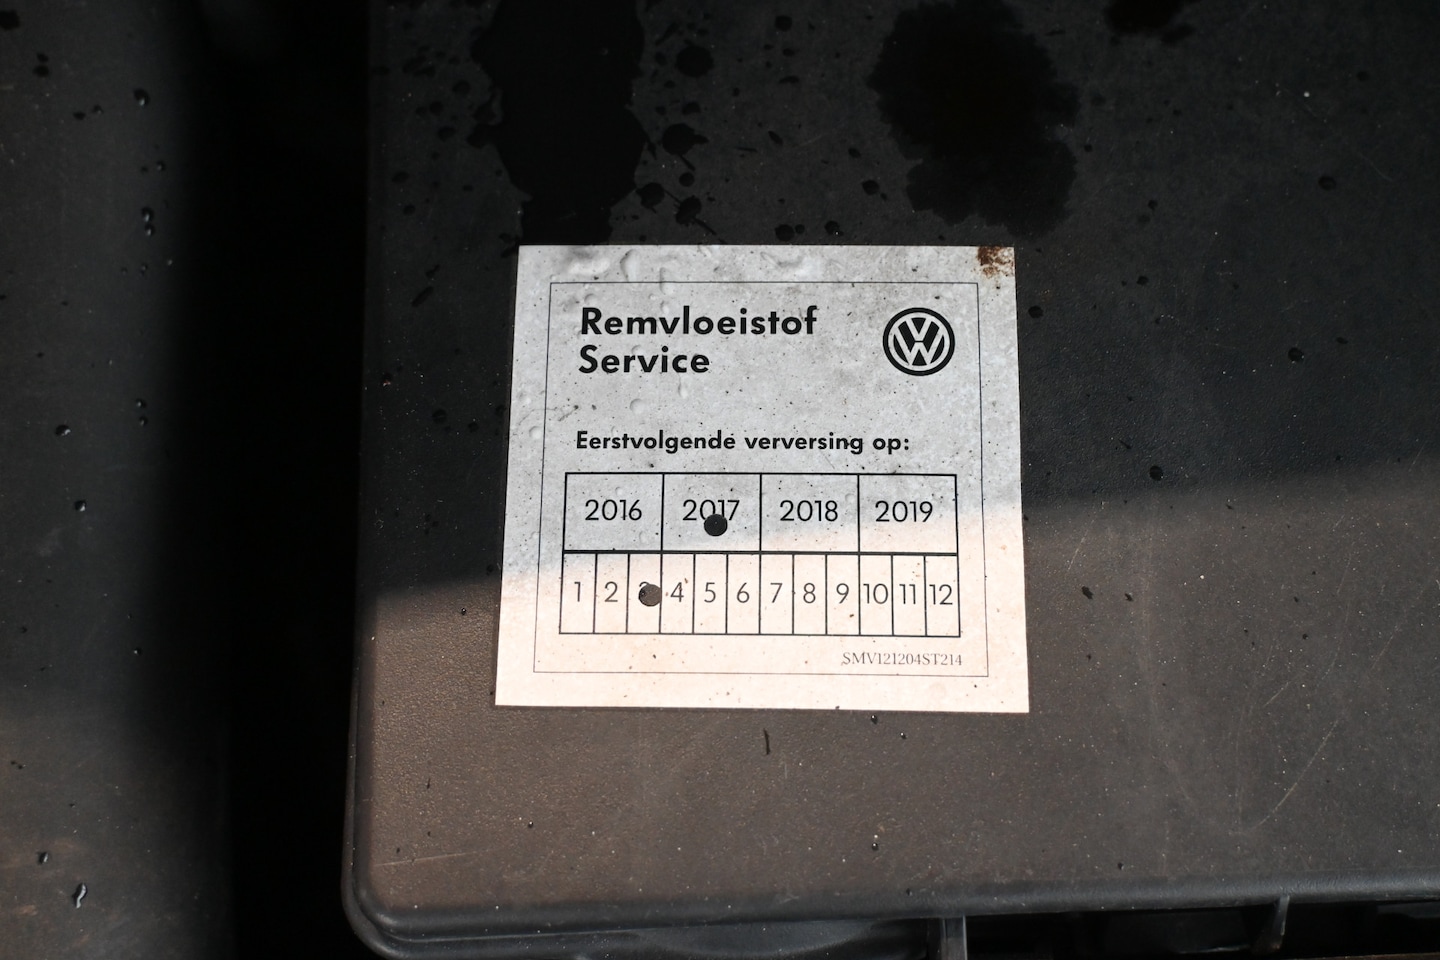 Remvloeistof
Service
Eerstvolgende verversing op:
2016 2017 2018 2019
1 2 3 4 5 6 7 8 9 10 11 12
SMV121204ST214